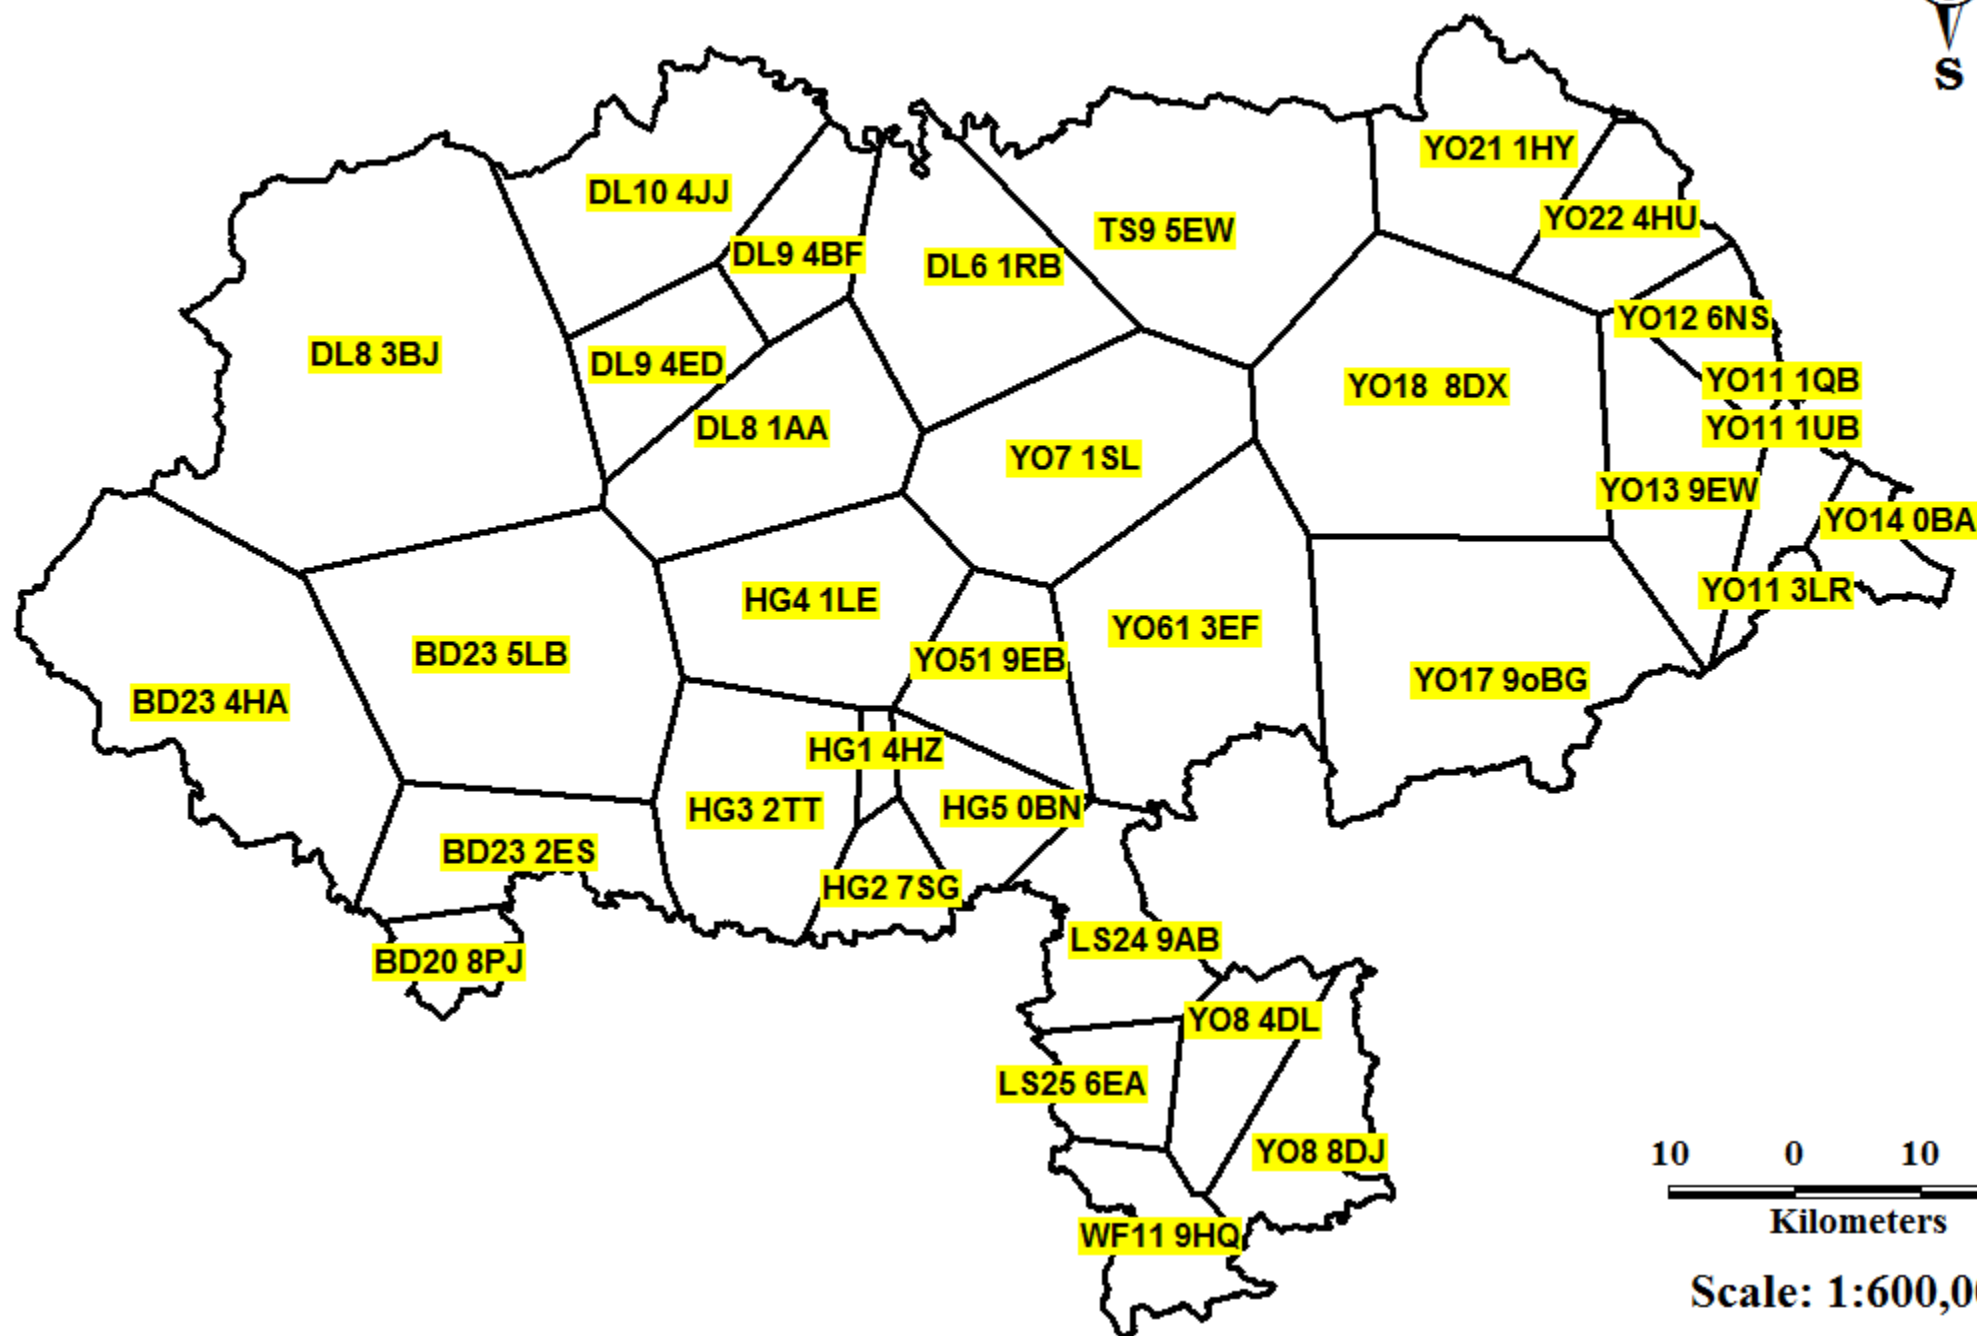 S
YO21 1HY
DL10 4JJ
YO22 4HU
TS9 5EW
DL9 4BF
DL6 1RB
YO12 6NS
DL8 3BJ
DL9 4ED
YO11 1QB
YO18 8DX
DL8 1AA
YO11 1UB
YO7 1SL
YO13 9EW
YO14 0BA
YO11 3LR
HG4 1LE
YO61 3EF
BD23 5LB
YO51 9EB
YO17 9oBG
BD23 4HA
HG1 4HZ
HG3 2TT
HG5 0BN
BD23 2ES
HG2 7SG
LS24 9AB
BD20 8PJ
YO8 4DL
LS25 6EA
YO8 8DJ
10 0 10
Kilometers
WF11 9HQ
Scale: 1:600,00